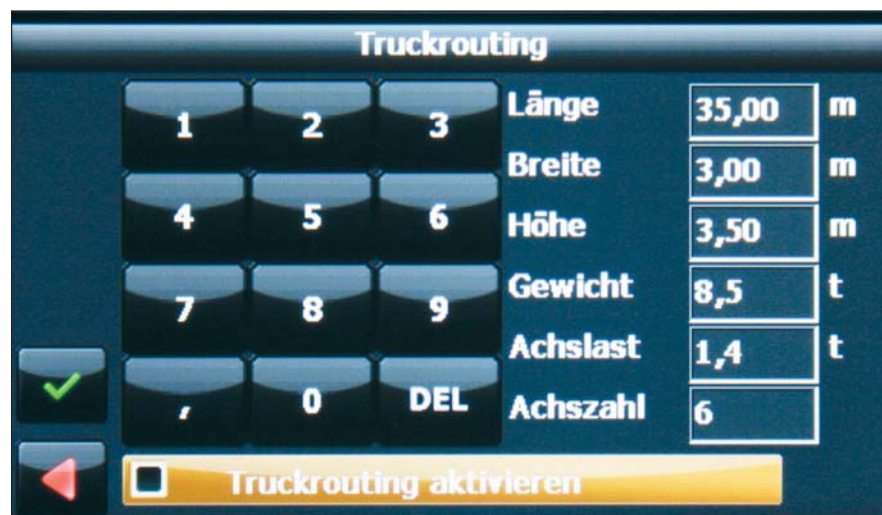 Truckrouting
1 2 3 Länge 35,00 m
Breite 3,00 m
4 5 6 Höhe 3,50 m
7 8 9 Gewicht 8,5 t
Achslast 1,4 t
, 0 DEL Achszahl 6
Truckrouting aktivieren